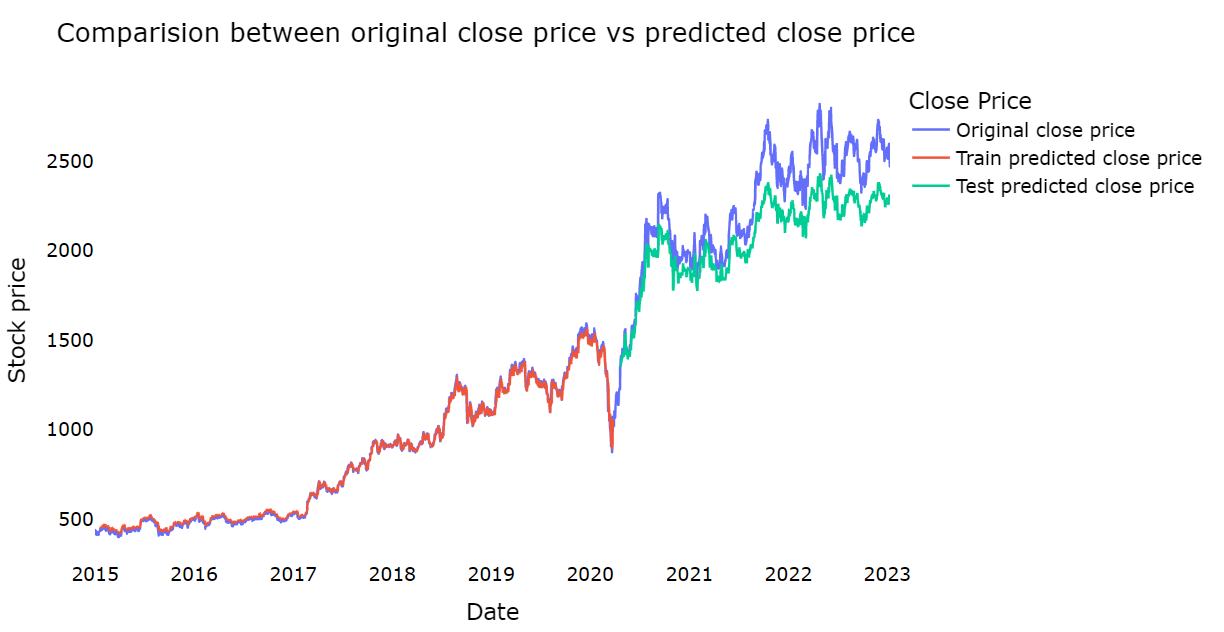 Comparision between original close price vs predicted close price
Close Price
Original close price
Train predicted close price
Test predicted close price
Stock price
2500
2000
1500
1000
500
2015 2016 2017 2018 2019 2020 2021 2022 2023
Date